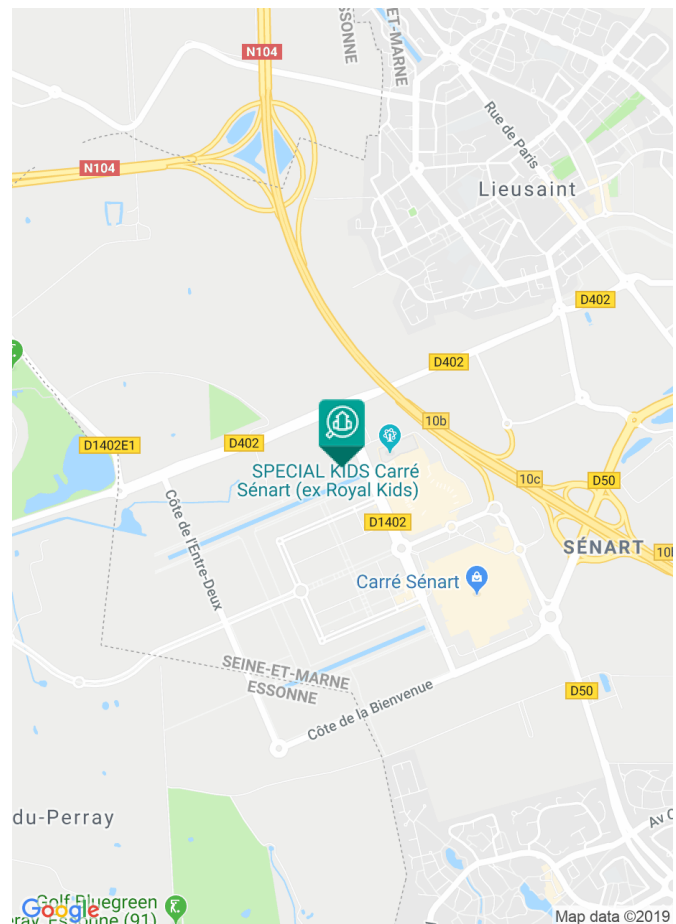 ESSONNE
ET-MARNE
N104
Rue de Paris
N104
Lieusaint
D402
D402
10b
D1402E1
D402
SPECIAL KIDS Carré
Sénart (ex Royal Kids)
10c
D50
D1402
SÉNART
Côte de l'Entre-Deux
Carré Sénart
SEINE-ET-MARNE
ESSONNE
D50
Côte de la Bienvenue
du-Perray
Av
Golf Bluegreen
(91)
Google
Map data ©2019